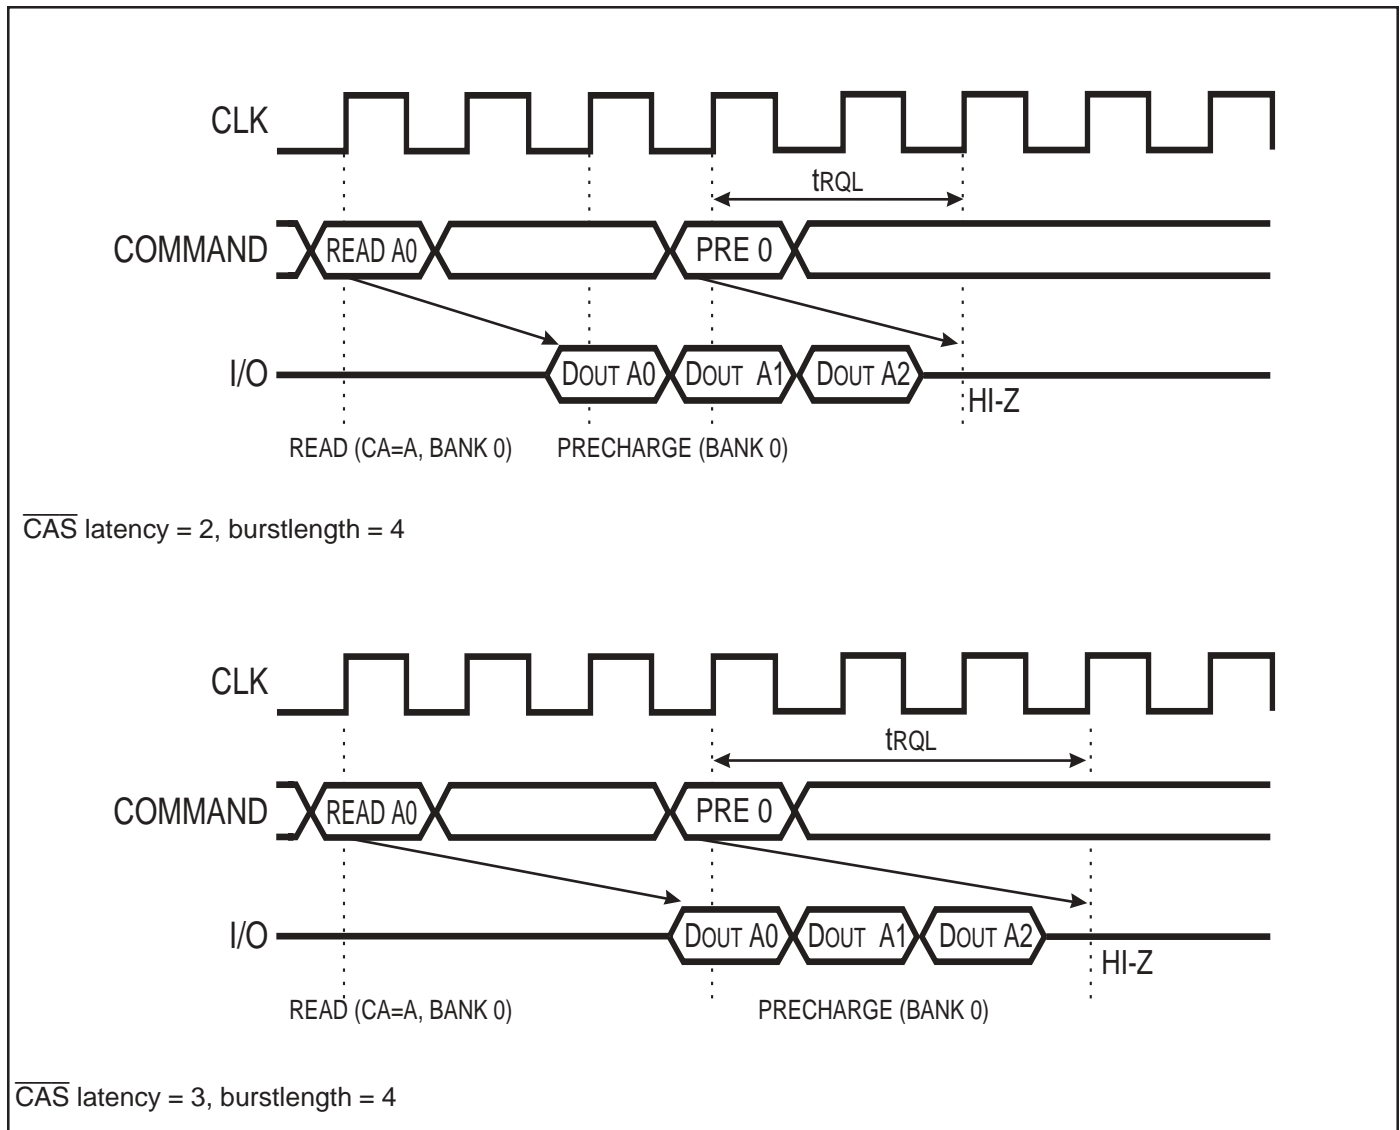 CLK
tRQL
COMMAND READ A0 PRE 0
I/O DOUT A0 DOUT A1 DOUT A2
HI-Z
READ (CA=A, BANK 0) PRECHARGE (BANK 0)
CAS latency = 2, burstlength = 4
CLK
tRQL
COMMAND READ A0 PRE 0
I/O DOUT A0 DOUT A1 DOUT A2
HI-Z
READ (CA=A, BANK 0) PRECHARGE (BANK 0)
CAS latency = 3, burstlength = 4